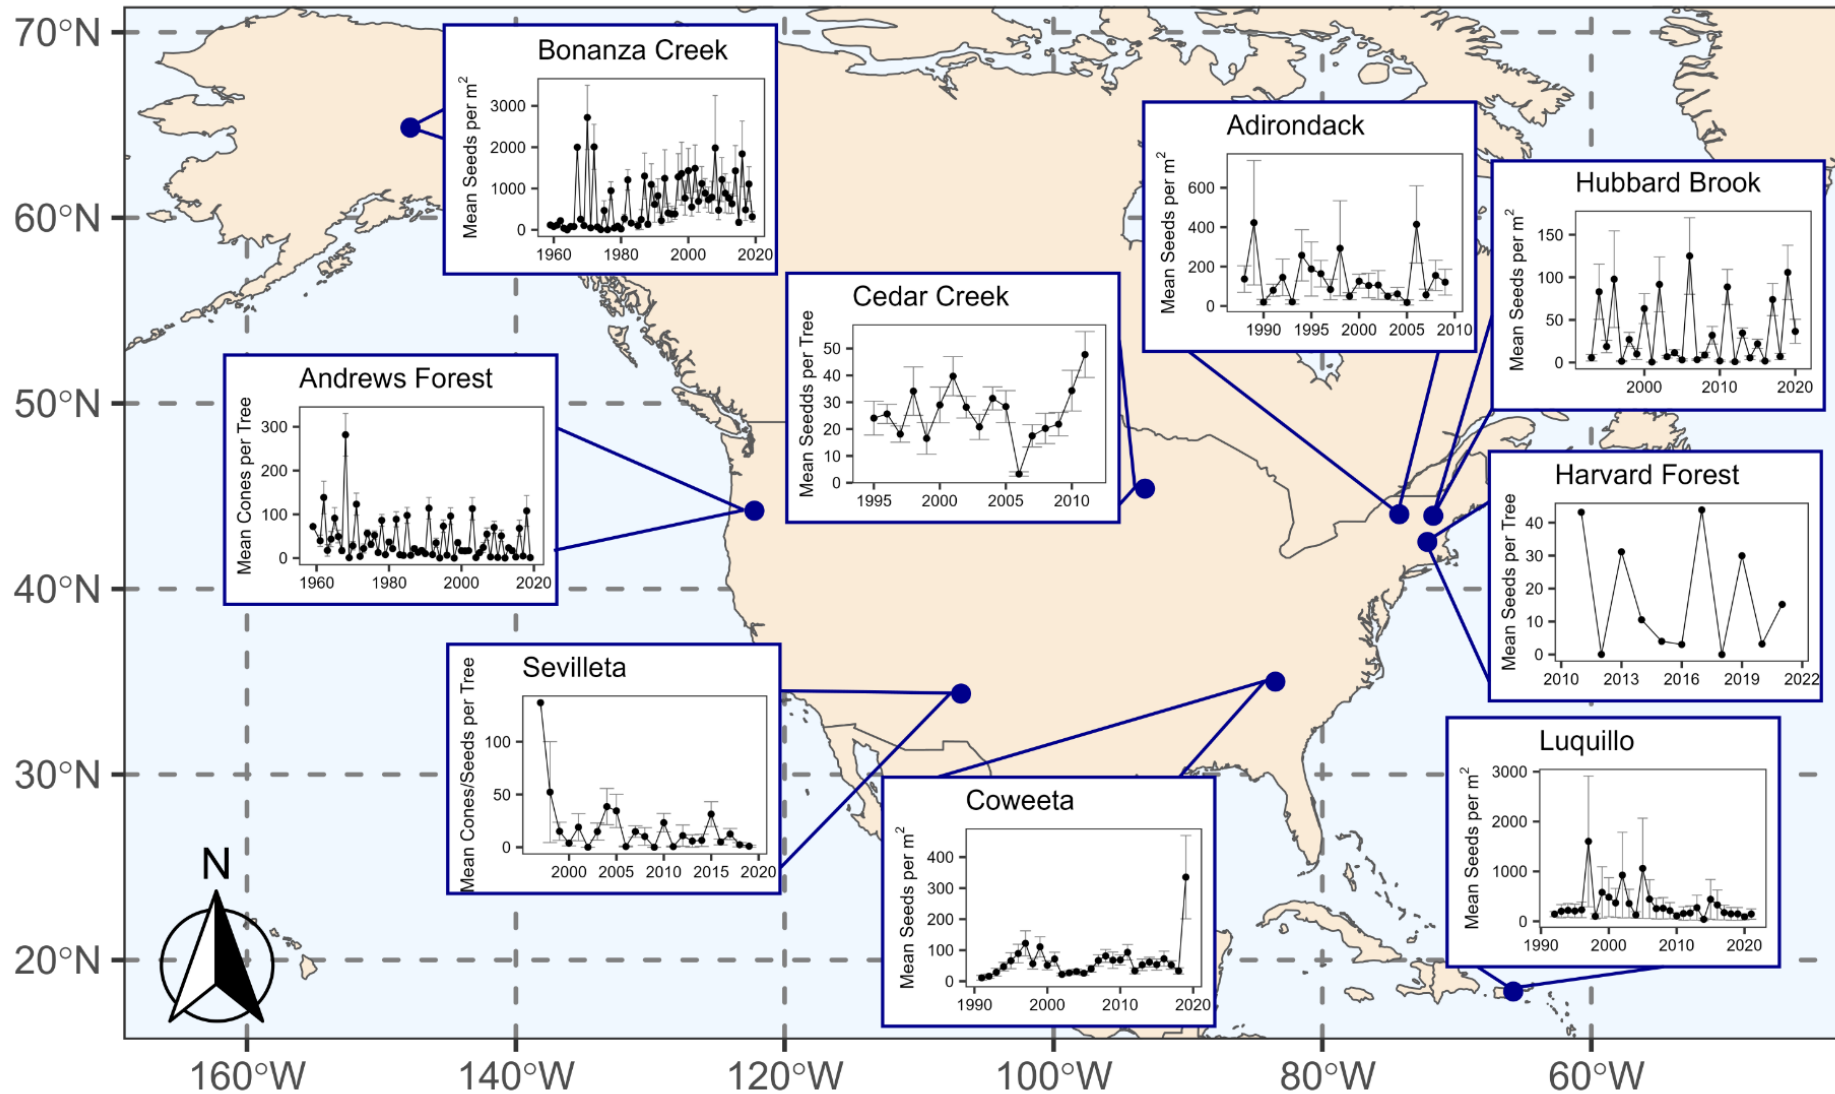 70°N
60°N
50°N
40°N
30°N
20°N
160°W
140°W
120°W
100°W
80°W
60°W
N
Bonanza Creek
Mean Seeds per m²
3000
2000
1000
0
1960
1980
2000
2020
Adirondack
Mean Seeds per m²
600
400
200
0
1990
1995
2000
2005
2010
Hubbard Brook
Mean Seeds per m²
150
100
50
0
2000
2010
2020
Cedar Creek
Mean Seedds per Tree
50
40
30
20
10
0
1995
2000
2005
2010
Andrews Forest
Mean Cones per Tree
300
200
100
0
1960
1980
2000
2020
Harvard Forest
Mean Seeds per Tree
40
30
20
10
0
2010
2013
2016
2019
2022
Sevilleta
Mean Cones/Seeds per Tree
100
50
0
2000
2005
2010
2015
2020
Coweeta
Mean Seeds per m²
400
300
200
100
0
1990
2000
2010
2020
Luquillo
Mean Seeds per m²
3000
2000
1000
0
1990
2000
2010
2020